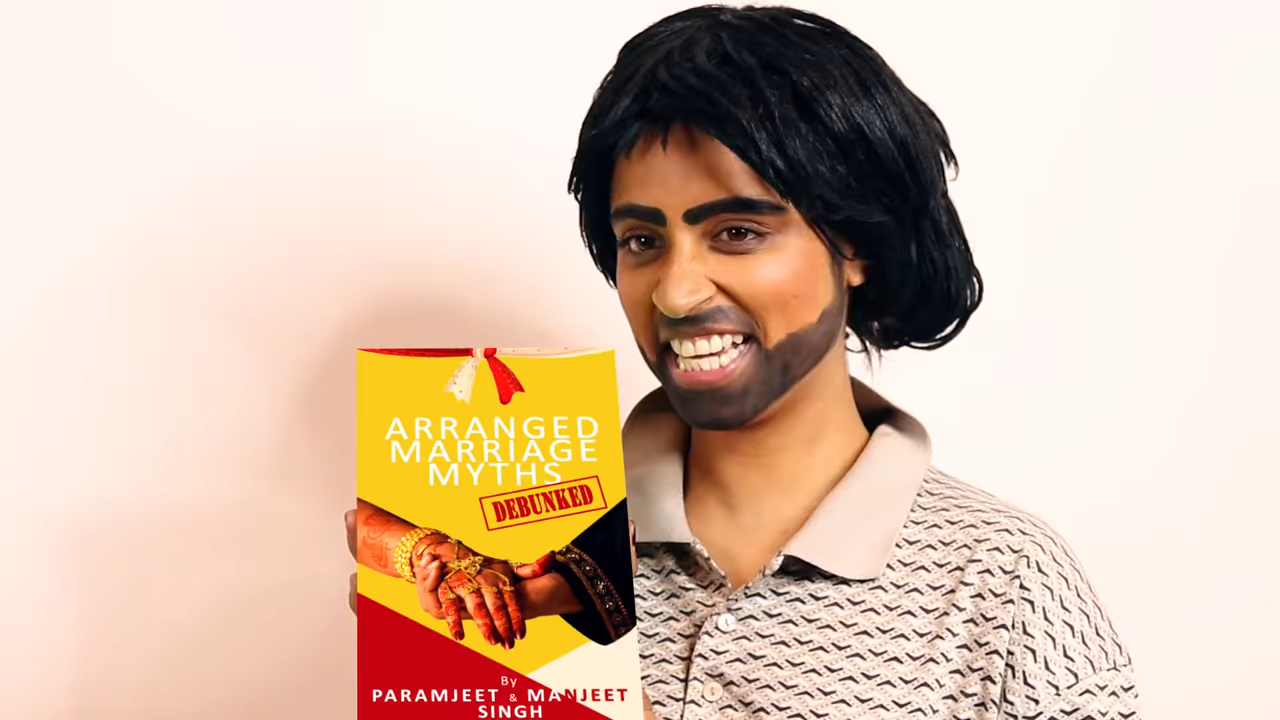 ARRANGED
MARRIAGE
MYTHS
DEBUNKED
By
PARAMJEET & MANJEET
SINGH